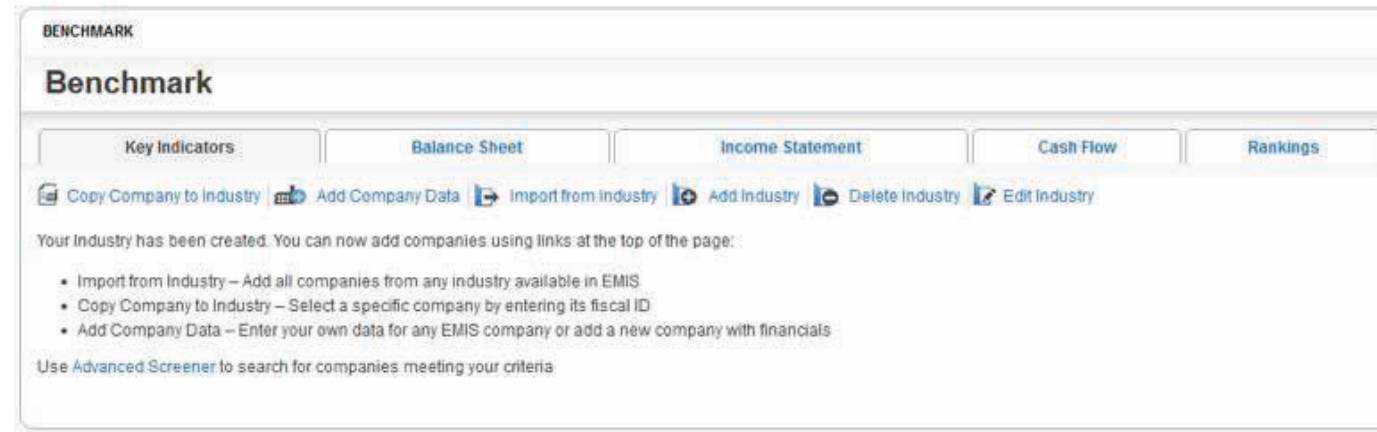 BENCHMARK
Benchmark
Key Indicators Balance Sheet Income Statement Cash Flow Rankings
Copy Company to Industry Add Company Data Import from Industry Add Industry Delete Industry Edit Industry
Your Industry has been created. You can now add companies using links at the top of the page:
• Import from Industry – Add all companies from any industry available in EMIS
• Copy Company to Industry – Select a specific company by entering its fiscal ID
• Add Company Data – Enter your own data for any EMIS company or add a new company with financials
Use Advanced Screener to search for companies meeting your criteria